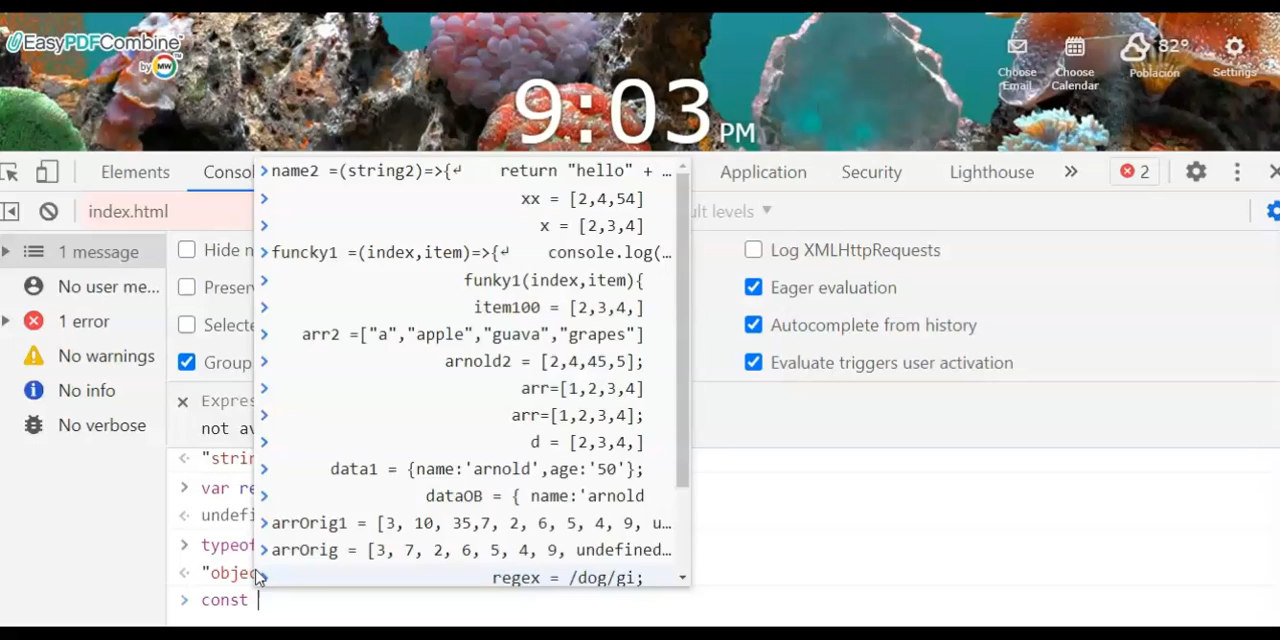 EasyPDFCombine
by MW
Choose Email
Choose Calendar
82°
Población
Settings
9:03 PM
Elements
Consol
Application
Security
Lighthouse
2
index.html
ult levels
1 message
Hide n
Log XMLHttpRequests
No user me...
Preser
Eager evaluation
1 error
Selecte
Autocomplete from history
No warnings
Group
Evaluate triggers user activation
No info
No verbose
Expres
not av
"strin
var re
undefi
typeof
"objec
const
name2 =(string2)=>{↵ return "hello" + …
xx = [2,4,54]
x = [2,3,4]
funcky1 =(index,item)=>{↵ console.log(…
funky1(index,item){
item100 = [2,3,4,]
arr2 =["a","apple","guava","grapes"]
arnold2 = [2,4,45,5];
arr=[1,2,3,4]
arr=[1,2,3,4];
d = [2,3,4,]
data1 = {name:'arnold',age:'50'};
dataOB = { name:'arnold
arrOrig1 = [3, 10, 35,7, 2, 6, 5, 4, 9, u…
arrOrig = [3, 7, 2, 6, 5, 4, 9, undefined…
regex = /dog/gi;